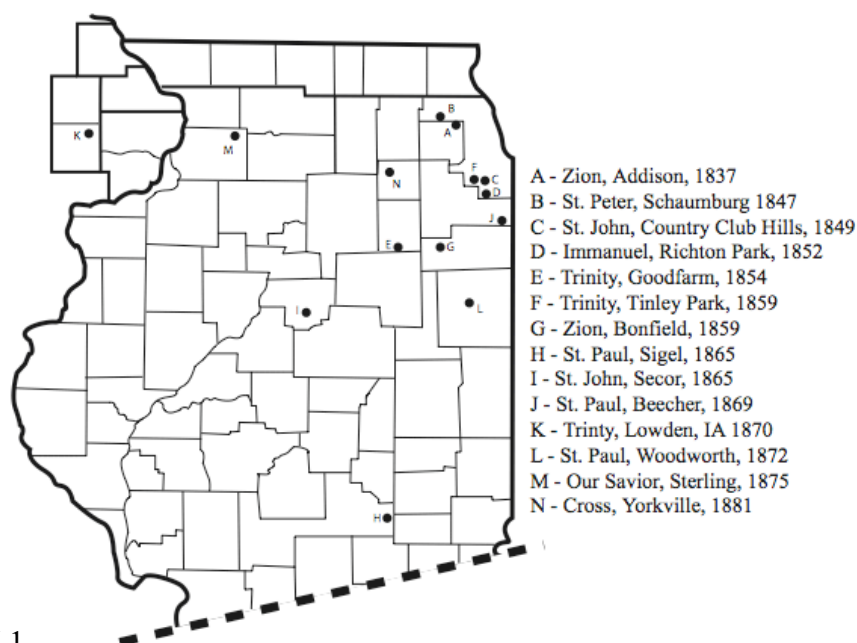 B
A
K
M
F
C
N
D
J
E
G
L
I
H
A - Zion, Addison, 1837
B - St. Peter, Schaumburg 1847
C - St. John, Country Club Hills, 1849
D - Immanuel, Richton Park, 1852
E - Trinity, Goodfarm, 1854
F - Trinity, Tinley Park, 1859
G - Zion, Bonfield, 1859
H - St. Paul, Sigel, 1865
I - St. John, Secor, 1865
J - St. Paul, Beecher, 1869
K - Trinty, Lowden, IA 1870
L - St. Paul, Woodworth, 1872
M - Our Savior, Sterling, 1875
N - Cross, Yorkville, 1881
1